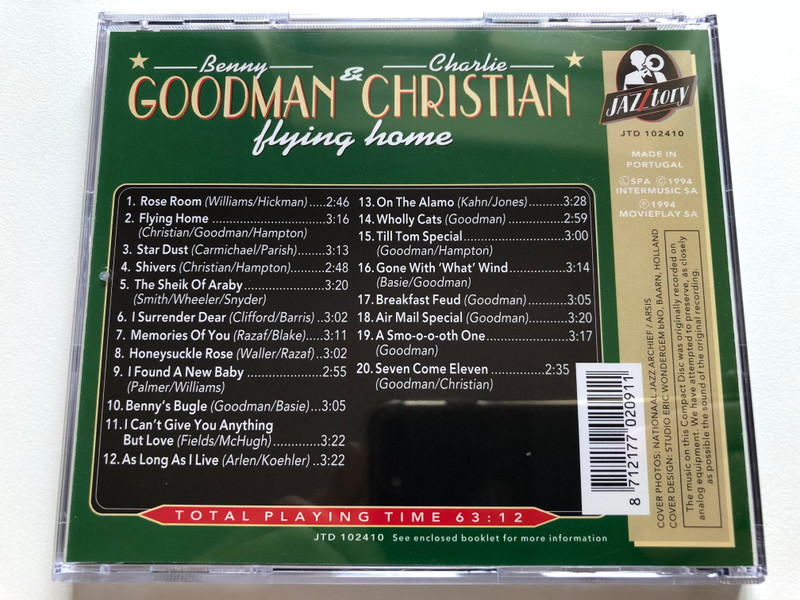 Benny Charlie
GOODMAN & CHRISTIAN
flying home
1. Rose Room (Williams/Hickman).....2:46
2. Flying Home ..........................3:16
(Christian/Goodman/Hampton)
3. Star Dust (Carmichael/Parish)........3:13
4. Shivers (Christian/Hampton).......2:48
5. The Sheik Of Araby...................3:20
(Smith/Wheeler/Snyder)
6. I Surrender Dear (Clifford/Barris)..3:02
7. Memories Of You (Razaf/Blake)....3:11
8. Honeysuckle Rose (Waller/Razaf)..3:02
9. I Found A New Baby ..............2:55
(Palmer/Williams)
10. Benny's Bugle (Goodman/Basie)...3:05
11. I Can't Give You Anything
But Love (Fields/McHugh).............3:22
12. As Long As I Live (Arlen/Koehler)..3:22
13. On The Alamo (Kahn/Jones).........3:28
14. Wholly Cats (Goodman)..............2:59
15. Till Tom Special.......................3:00
(Goodman/Hampton)
16. Gone With 'What' Wind.............3:14
(Basie/Goodman)
17. Breakfast Feud (Goodman)..........3:05
18. Air Mail Special (Goodman).........3:20
19. A Smo-o-o-oth One....................3:17
(Goodman)
20. Seven Come Eleven ..............2:35
(Goodman/Christian)
TOTAL PLAYING TIME 63:12
JTD 102410 See enclosed booklet for more information
JAZZtory
JTD 102410
MADE IN
PORTUGAL
Ⓛ SPA © 1994
INTERMUSIC SA
℗ 1994
MOVIEPLAY SA
COVER PHOTOS: NATIONAAL JAZZ ARCHIEF / ARSIS
COVER DESIGN: STUDIO ERIC WONDERGEM bNO, BAARN, HOLLAND
The music on this Compact Disc was originally recorded on
analog equipment. We have attempted to preserve, as closely
as possible the sound of the original recording.
8 712177 020911